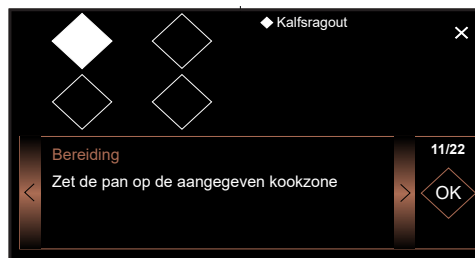 Kalfsragout
×
Bereiding
11/22
Zet de pan op de aangegeven kookzone
< > OK